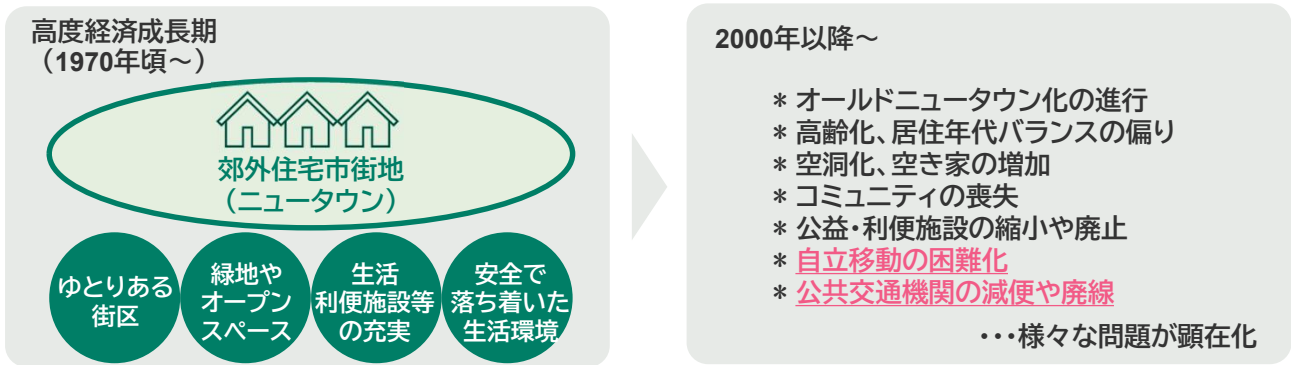 高度経済成長期
（1970年頃～）
郊外住宅市街地
（ニュータウン）
ゆとりある
街区
緑地や
オープン
スペース
生活
利便施設等
の充実
安全で
落ち着いた
生活環境
2000年以降～
＊オールドニュータウン化の進行
＊高齢化、居住年代バランスの偏り
＊空洞化、空き家の増加
＊コミュニティの喪失
＊公益・利便施設の縮小や廃止
＊自立移動の困難化
＊公共交通機関の減便や廃線
・・・様々な問題が顕在化